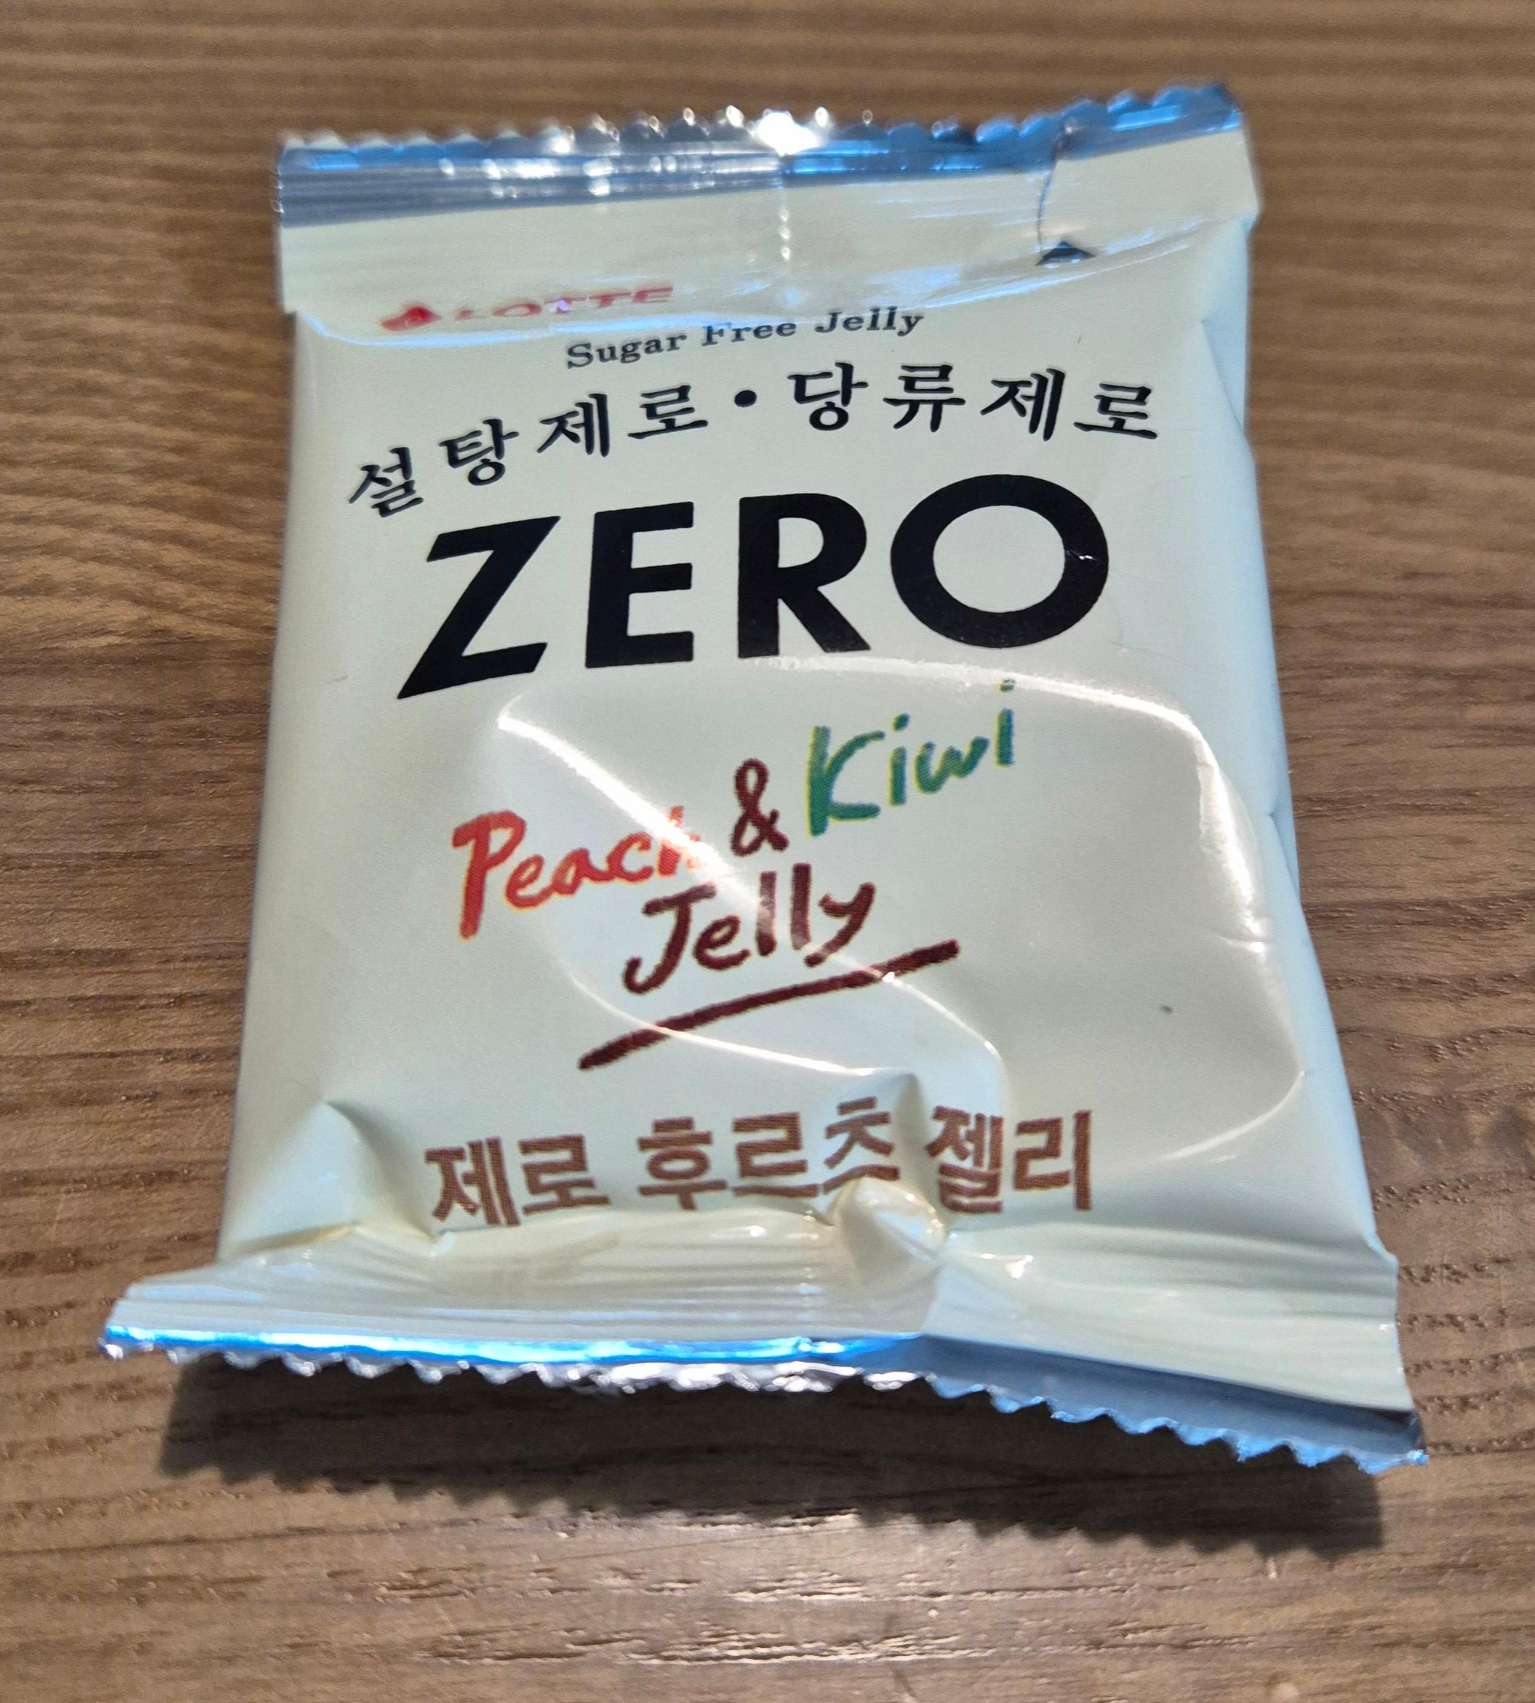 LOTTE
Sugar Free Jelly
설탕제로·당류제로
ZERO
Peach & Kiwi
Jelly
제로 후르츠 젤리